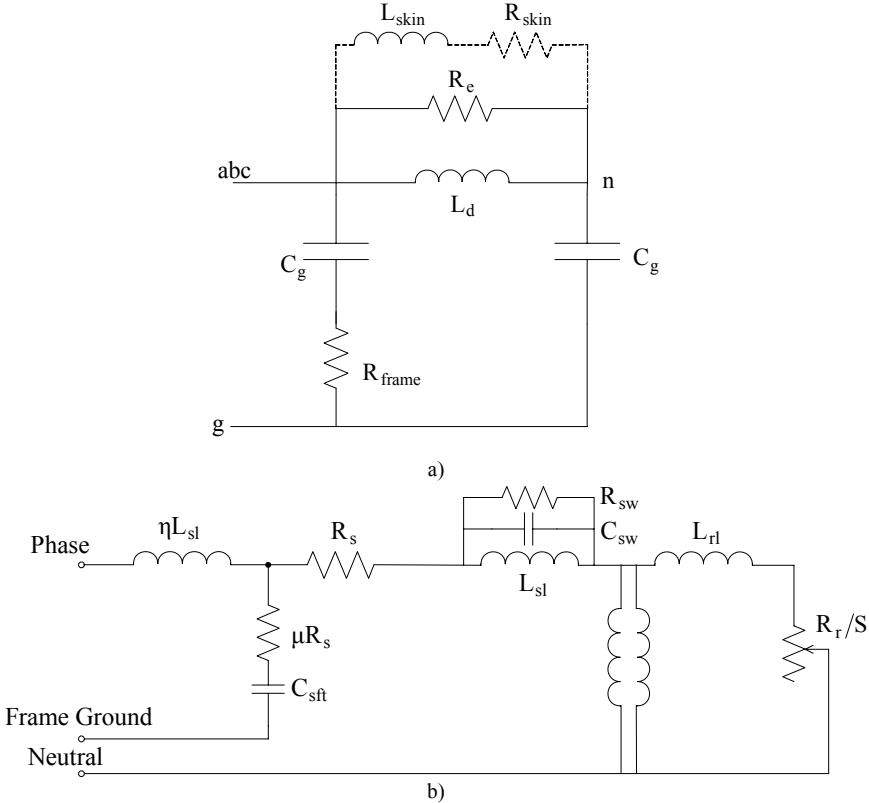 L_skin
R_skin
R_e
abc
n
L_d
C_g
C_g
R_frame
g
a)
R_sw
C_sw
ηL_sl
R_s
L_rl
Phase
L_sl
μR_s
R_r/S
C_sft
Frame Ground
Neutral
b)